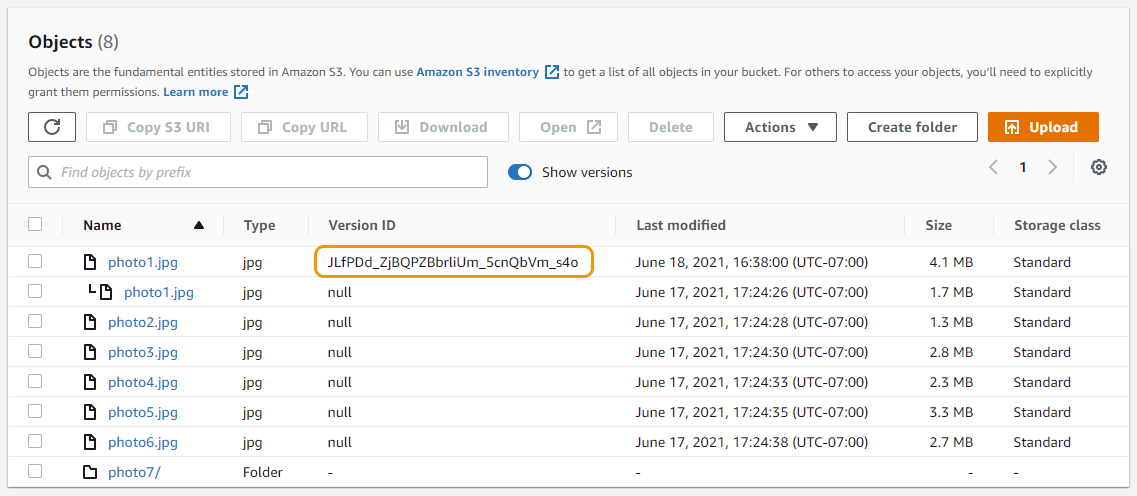 Objects (8)
Objects are the fundamental entities stored in Amazon S3. You can use Amazon S3 inventory to get a list of all objects in your bucket. For others to access your objects, you'll need to explicitly
grant them permissions. Learn more
Copy S3 URI Copy URL Download Open Delete Actions Create folder Upload
Find objects by prefix Show versions 1
Name Type Version ID Last modified Size Storage class
photo1.jpg jpg JLfPDd_ZjBQPZBbrliUm_5cnQbVm_s4o June 18, 2021, 16:38:00 (UTC-07:00) 4.1 MB Standard
photo1.jpg jpg null June 17, 2021, 17:24:26 (UTC-07:00) 1.7 MB Standard
photo2.jpg jpg null June 17, 2021, 17:24:28 (UTC-07:00) 1.3 MB Standard
photo3.jpg jpg null June 17, 2021, 17:24:30 (UTC-07:00) 2.8 MB Standard
photo4.jpg jpg null June 17, 2021, 17:24:33 (UTC-07:00) 2.3 MB Standard
photo5.jpg jpg null June 17, 2021, 17:24:35 (UTC-07:00) 3.3 MB Standard
photo6.jpg jpg null June 17, 2021, 17:24:38 (UTC-07:00) 2.7 MB Standard
photo7/ Folder - - - -